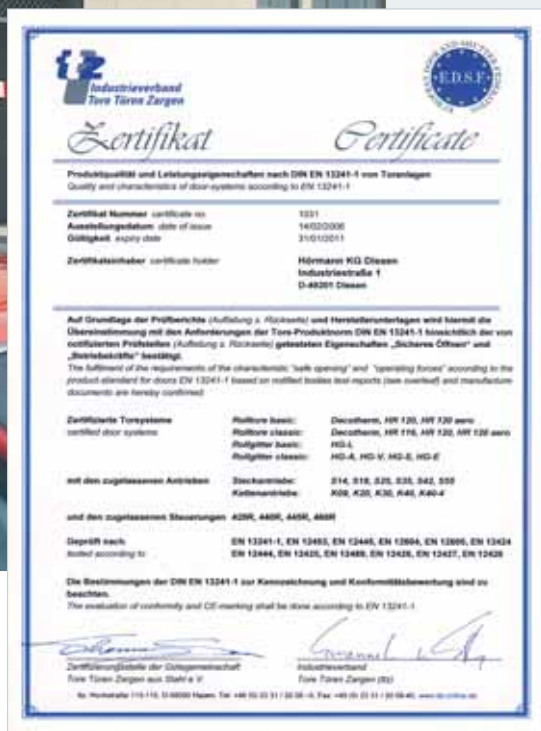 ttz
Industrieverband
Tore Türen Zargen
EUROPEAN DOOR AND SHUTTER FEDERATION
E.D.S.F.
Zertifikat Certificate
Produktqualität und Leistungseigenschaften nach DIN EN 13241-1 von Toranlagen
Quality and characteristics of door-systems according to EN 13241-1
Zertifikat Nummer certificate no. 1031
Ausstellungsdatum date of issue 14/02/2006
Gültigkeit expiry date 31/01/2011
Zertifikatsinhaber certificate holder Hörmann KG Dissen
Industriestraße 1
D-49201 Dissen
Auf Grundlage der Prüfberichte (Auflistung s. Rückseite) und Herstellerunterlagen wird hiermit die
Übereinstimmung mit den Anforderungen der Tore-Produktnorm DIN EN 13241-1 hinsichtlich der von
notifizierten Prüfstellen (Auflistung s. Rückseite) getesteten Eigenschaften „Sicheres Öffnen" und
„Betriebskräfte" bestätigt.
The fulfilment of the requirements of the characteristic "safe opening" and "operating forces" according to the
product-standard for doors EN 13241-1 based on notified bodies test-reports (see overleaf) and manufacture
documents are hereby confirmed.
Zertifizierte Torsysteme Rolltore basic: Decotherm, HR 120, HR 120 aero
certified door systems Rolltore classic: Decotherm, HR 116, HR 120, HR 120 aero
Rollgitter basic: HG-L
Rollgitter classic: HG-A, HG-V, HG-S, HG-E
mit den zugelassenen Antrieben Steckantriebe: S14, S18, S25, S35, S42, S55
Kettenantriebe: K09, K20, K30, K40, K40-4
und den zugelassenen Steuerungen 420R, 440R, 445R, 460R
Geprüft nach EN 13241-1, EN 12453, EN 12445, EN 12604, EN 12605, EN 12424
tested according to EN 12444, EN 12425, EN 12489, EN 12426, EN 12427, EN 12428
Die Bestimmungen der DIN EN 13241-1 zur Kennzeichnung und Konformitätsbewertung sind zu
beachten.
The evaluation of conformity and CE-marking shall be done according to EN 13241-1.
Zertifizierungsstelle der Gütegemeinschaft Industrieverband
Tore Türen Zargen aus Stahl e.V. Tore Türen Zargen (ttz)